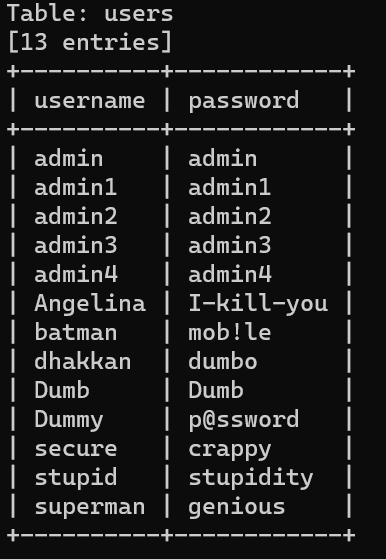 Table: users
[13 entries]
+----------+------------+
| username | password   |
+----------+------------+
| admin    | admin      |
| admin1   | admin1     |
| admin2   | admin2     |
| admin3   | admin3     |
| admin4   | admin4     |
| Angelina | I-kill-you |
| batman   | mob!le     |
| dhakkan  | dumbo      |
| Dumb     | Dumb       |
| Dummy    | p@ssword   |
| secure   | crappy     |
| stupid   | stupidity  |
| superman | genious    |
+----------+------------+